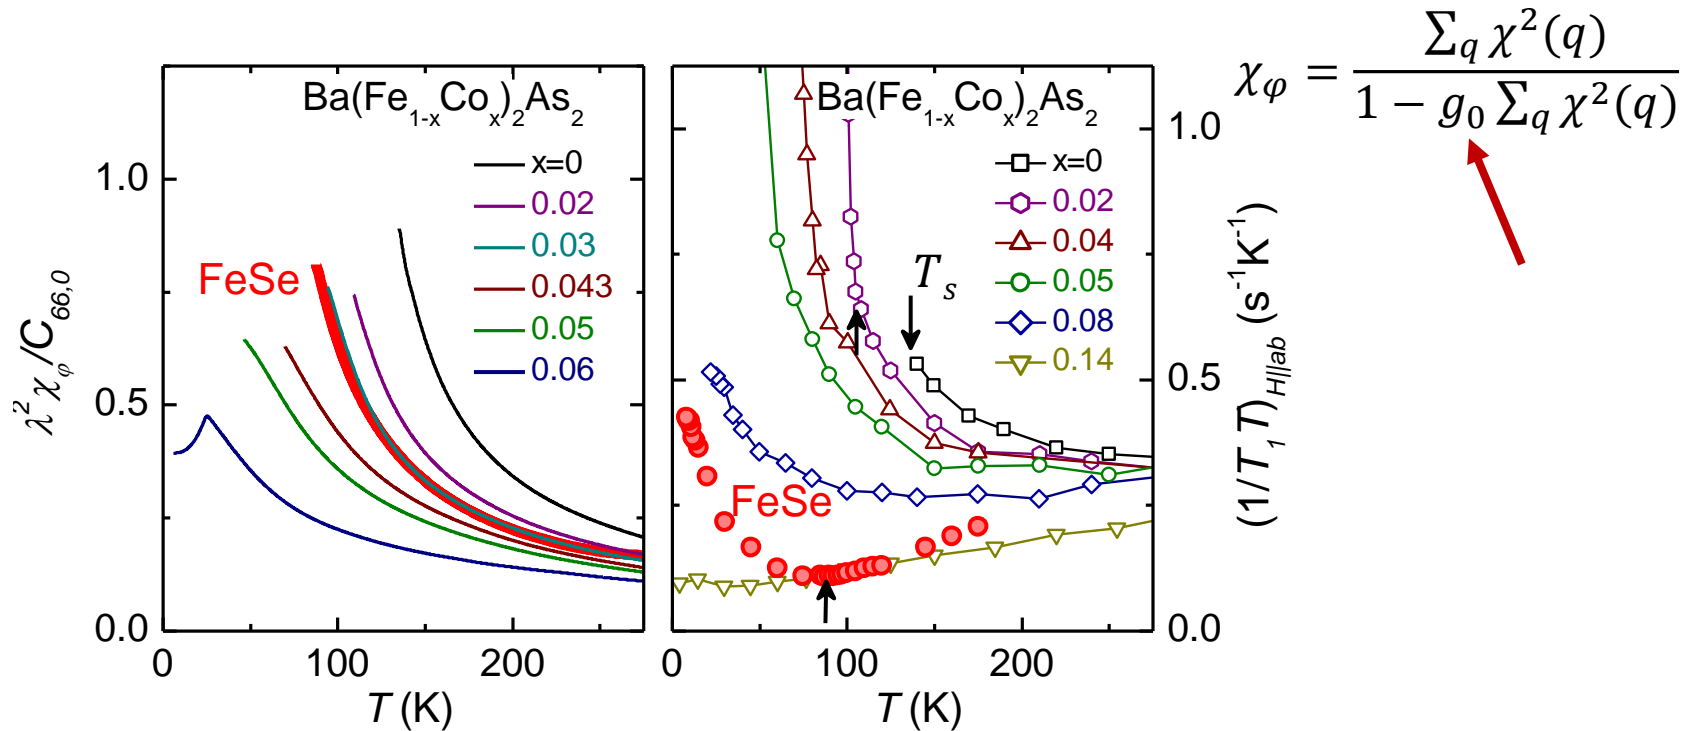 Ba(Fe1-xCox)2As2
x=0
0.02
0.03
0.043
0.05
0.06
FeSe
1.0
0.5
0.0
0
100
200
T (K)
λ²χφ/C66,0
Ba(Fe1-xCox)2As2
x=0
0.02
0.04
0.05
0.08
0.14
Ts
FeSe
1.0
0.5
0.0
0
100
200
T (K)
(1/T1T)H||ab (s⁻¹K⁻¹)
χφ = ∑q χ²(q) / 1 − g0 ∑q χ²(q)